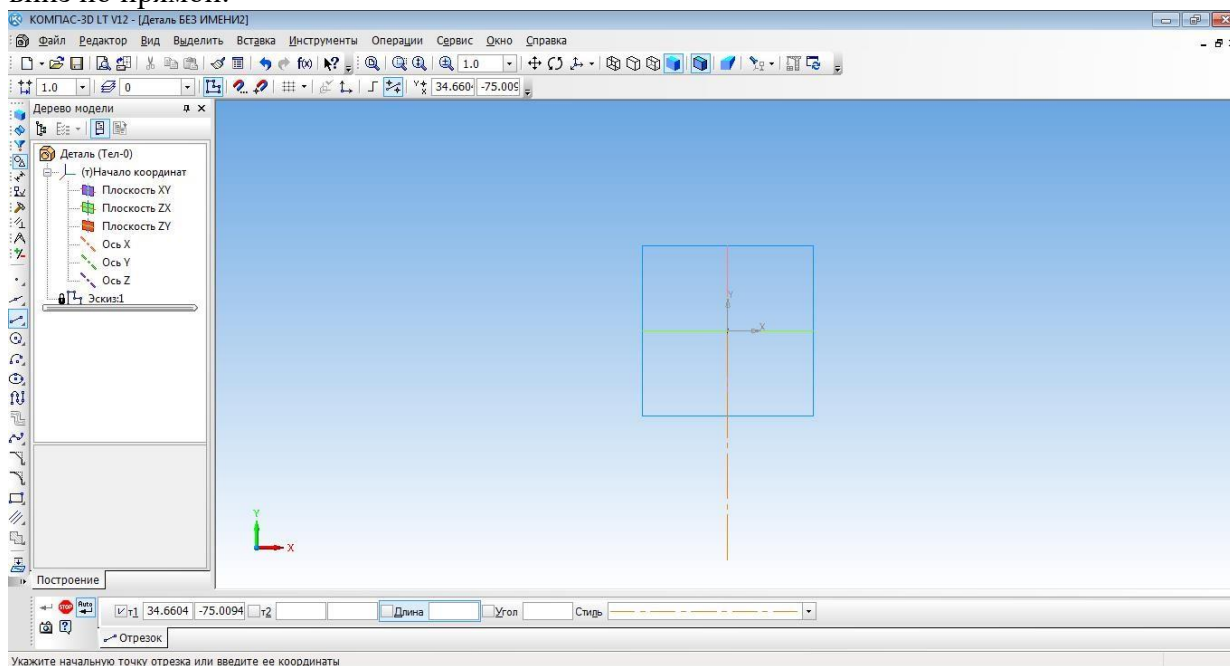 вниз по прямой.
КОМПАС-3D LT V12 - [Деталь БЕЗ ИМЕНИ2]
Файл Редактор Вид Выделить Вставка Инструменты Операции Сервис Окно Справка
1.0
1.0 0 34.660 -75.009
Дерево модели
Деталь (Тел-0)
(т)Начало координат
Плоскость XY
Плоскость ZX
Плоскость ZY
Ось X
Ось Y
Ось Z
Эскиз:1
Y
X
Y
X
Построение
Auto т1 34.6604 -75.0094 т2 Длина Угол Стиль
STOP
Отрезок
Укажите начальную точку отрезка или введите ее координаты